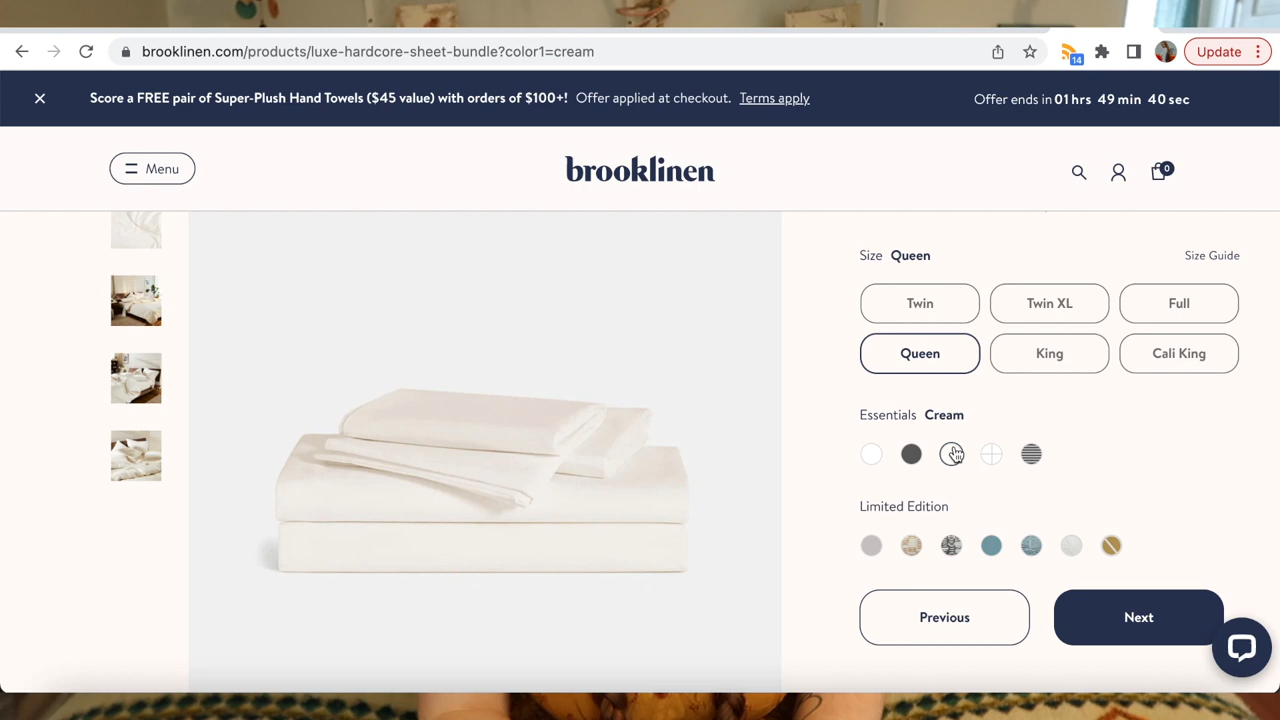 brooklinen.com/products/luxe-hardcore-sheet-bundle?color1=cream
14
Update
Score a FREE pair of Super-Plush Hand Towels ($45 value) with orders of $100+! Offer applied at checkout. Terms apply
Offer ends in 01 hrs 49 min 40 sec
Menu
brooklinen
0
Size Queen
Size Guide
Twin
Twin XL
Full
Queen
King
Cali King
Essentials Cream
Limited Edition
Previous
Next